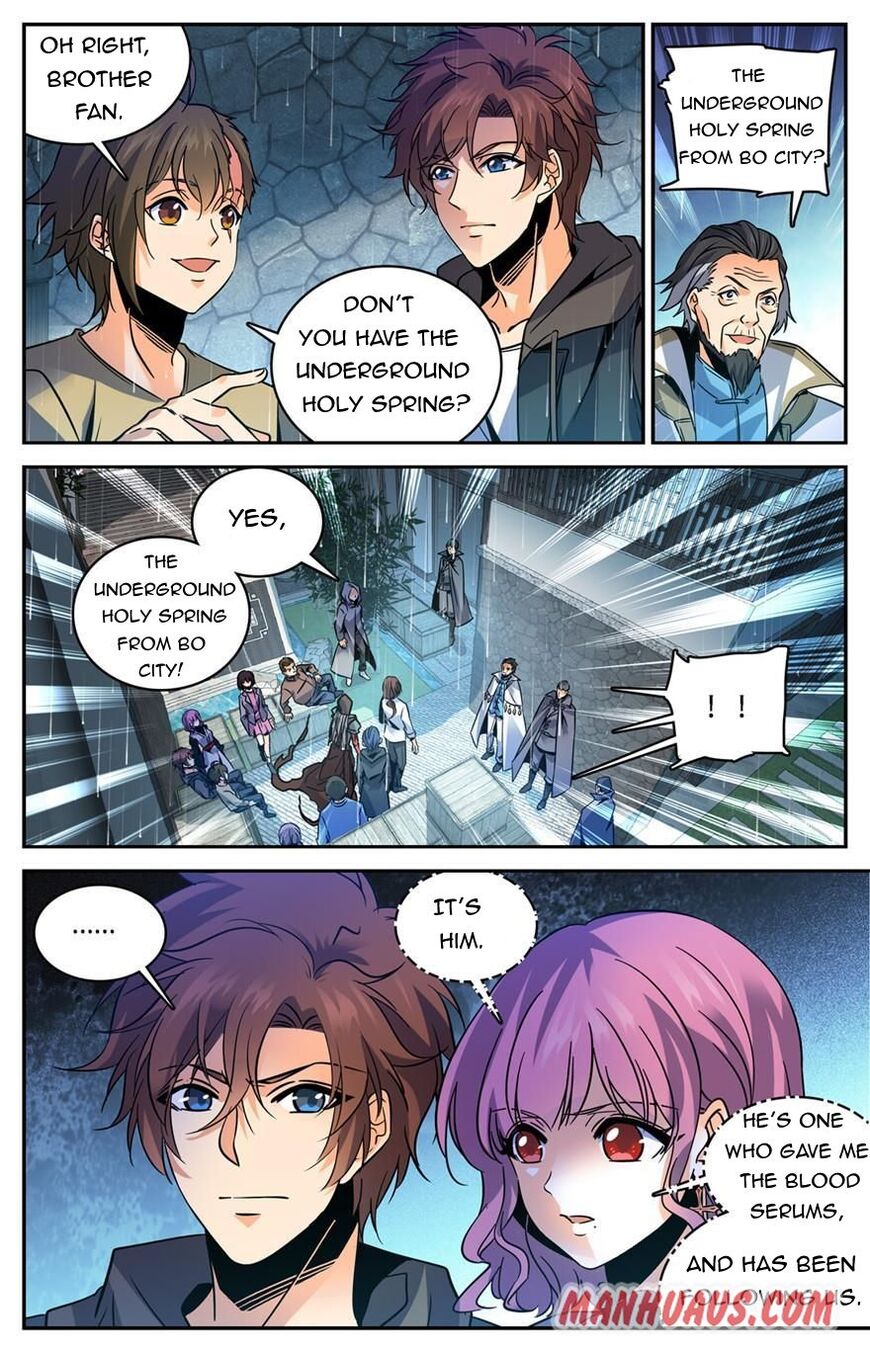 OH RIGHT,
BROTHER
FAN.
DON'T
YOU HAVE THE
UNDERGROUND
HOLY SPRING?
THE
UNDERGROUND
HOLY SPRING
FROM BO CITY?
YES,
THE
UNDERGROUND
HOLY SPRING
FROM BO
CITY!
! !
......
IT'S
HIM.
HE'S ONE
WHO GAVE ME
THE BLOOD
SERUMS,
AND HAS BEEN
FOLLOWING US.
MANHUAUS.COM